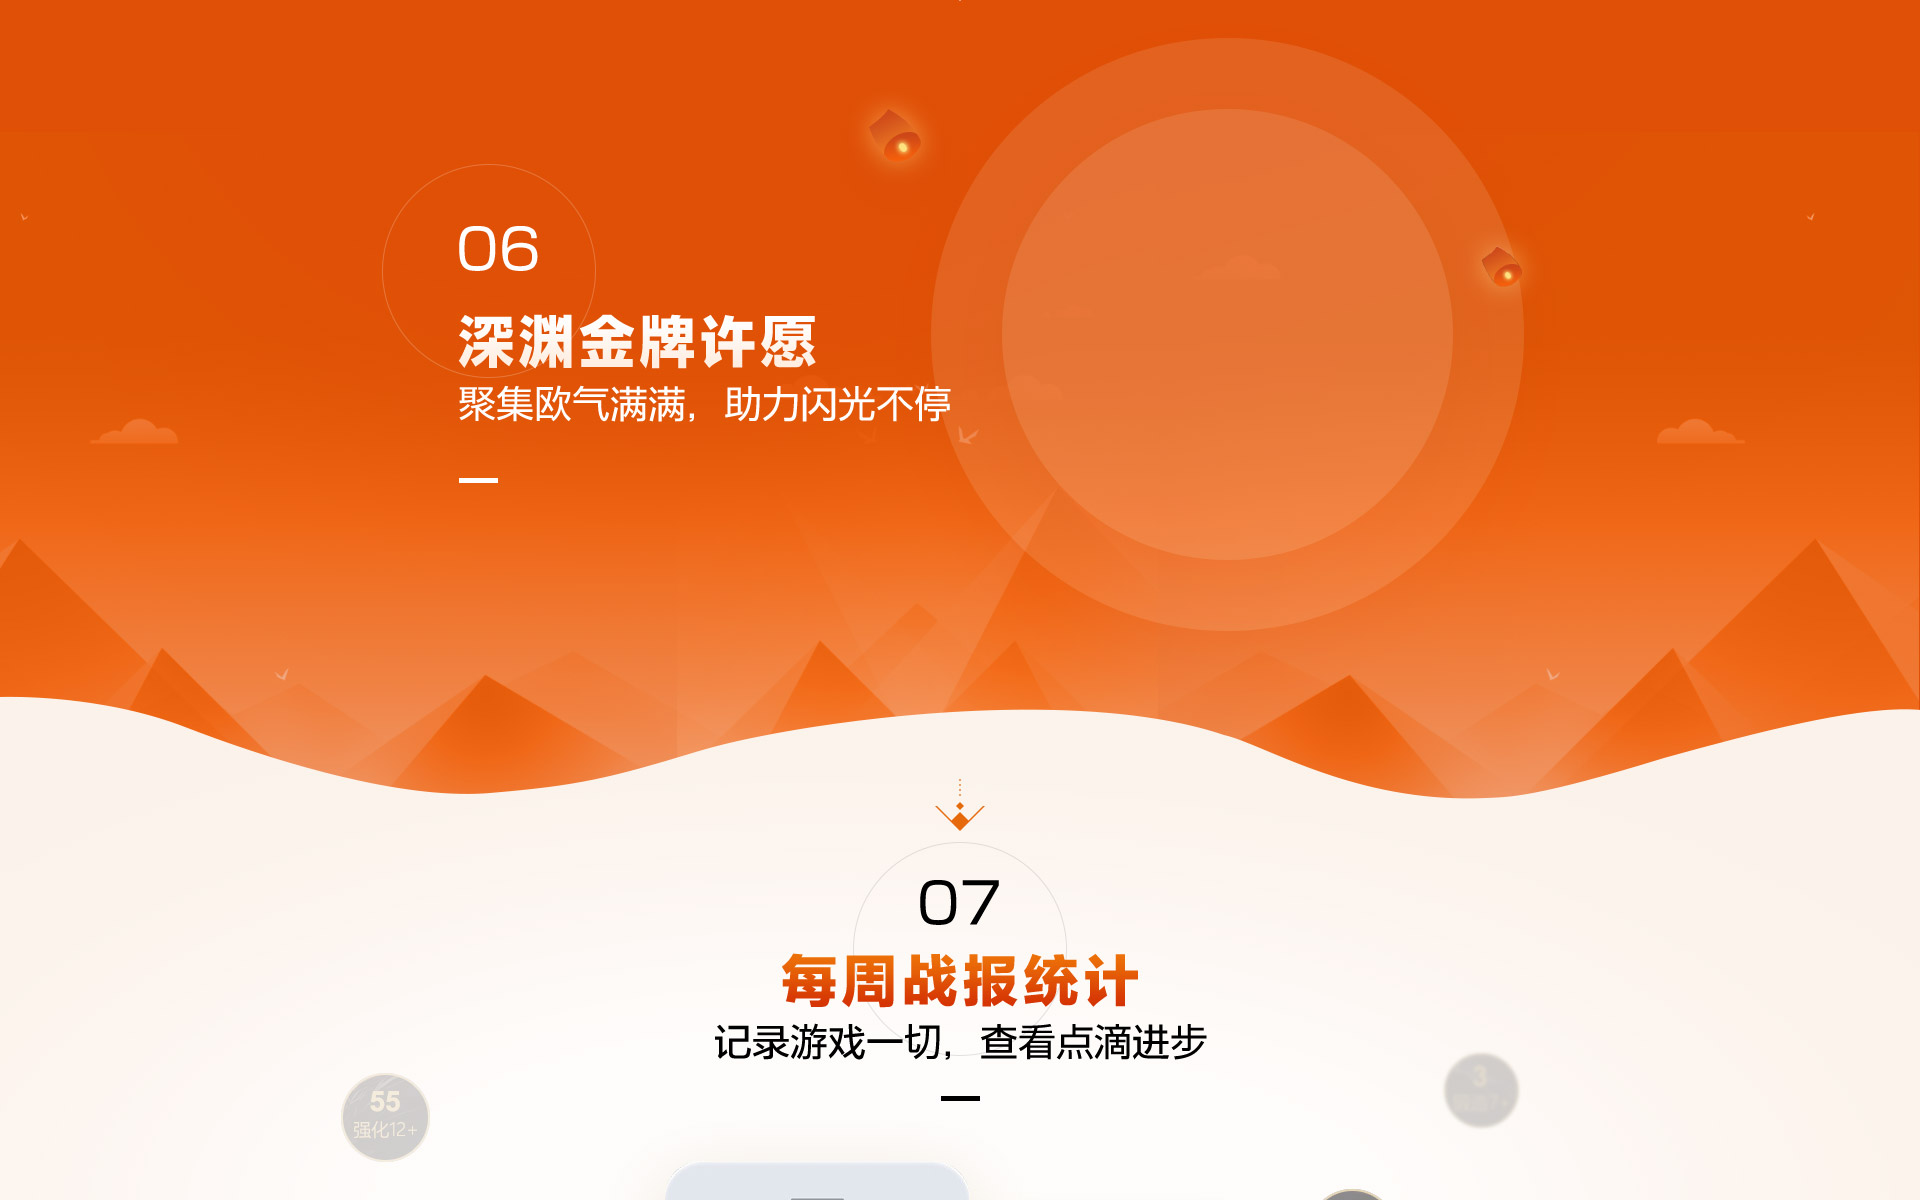 06
深渊金牌许愿
聚集欧气满满，助力闪光不停
07
每周战报统计
记录游戏一切，查看点滴进步
55
强化12+
3